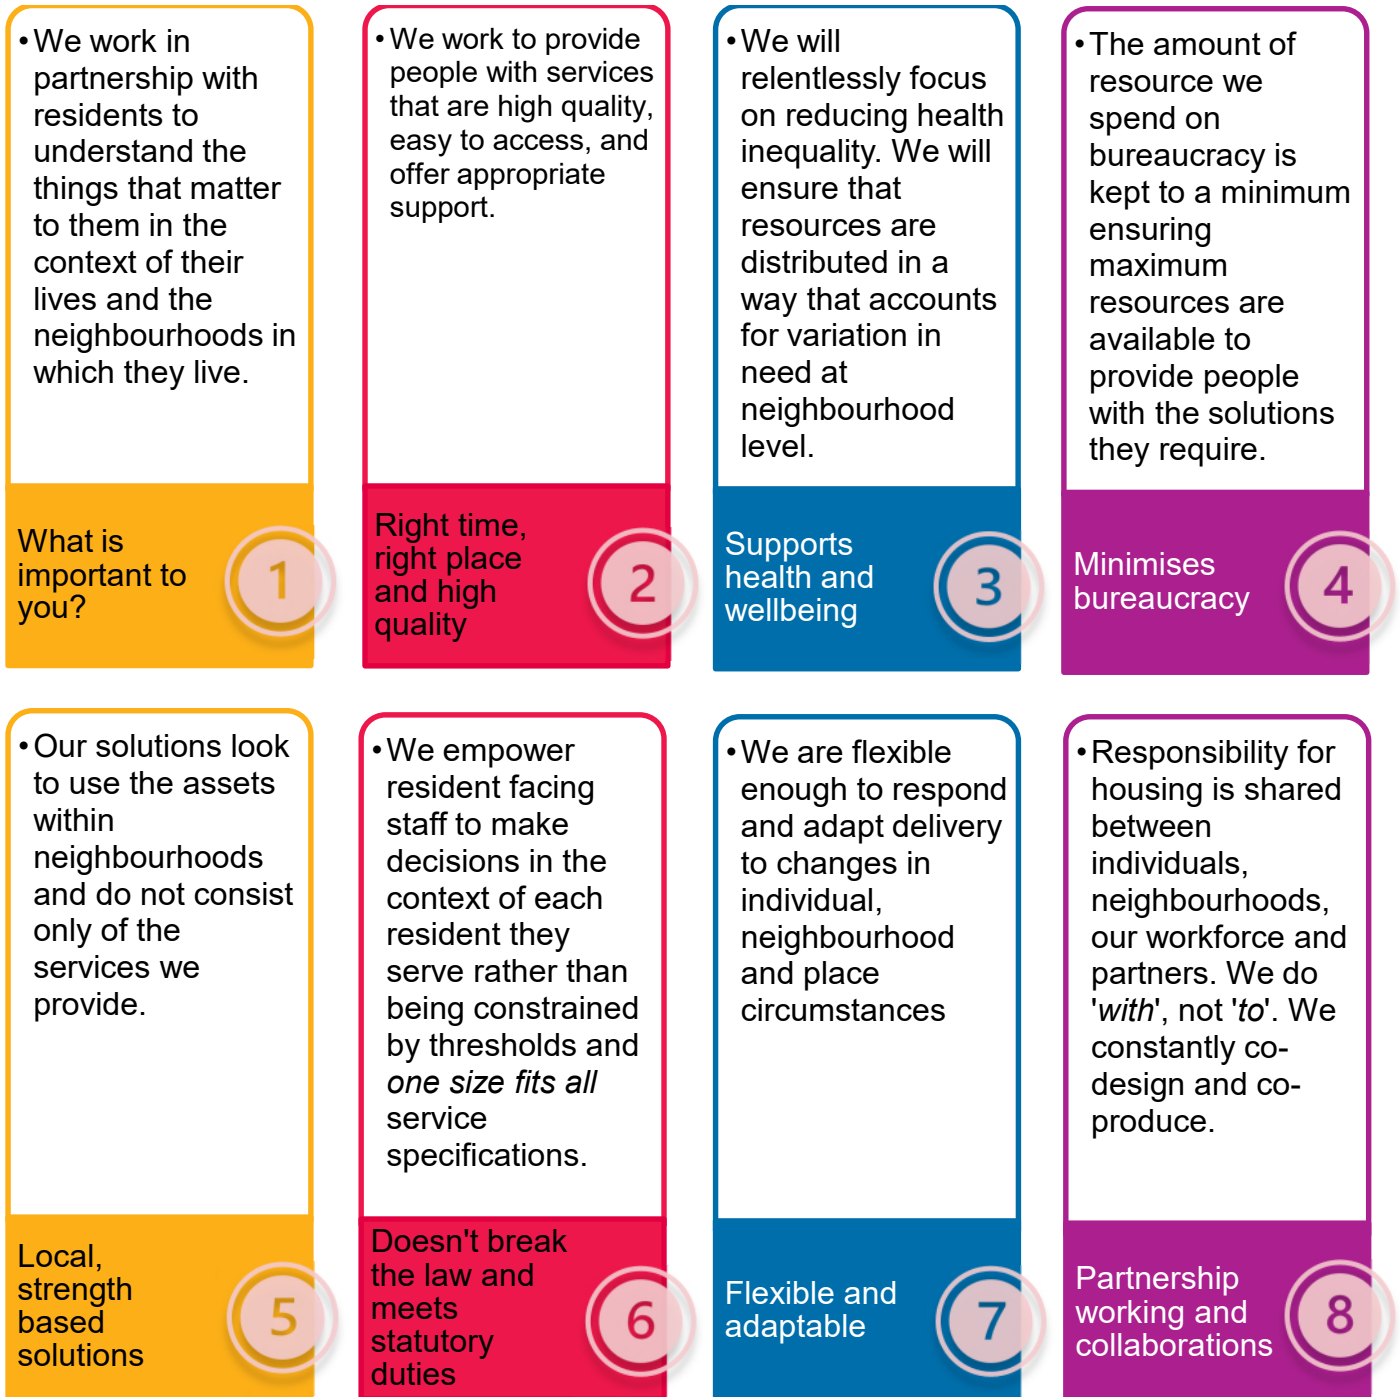 •We work in
partnership with
residents to
understand the
things that matter
to them in the
context of their
lives and the
neighbourhoods in
which they live.
What is
important to
you?
1
•We work to provide
people with services
that are high quality,
easy to access, and
offer appropriate
support.
Right time,
right place
and high
quality
2
•We will
relentlessly focus
on reducing health
inequality. We will
ensure that
resources are
distributed in a
way that accounts
for variation in
need at
neighbourhood
level.
Supports
health and
wellbeing
3
•The amount of
resource we
spend on
bureaucracy is
kept to a minimum
ensuring
maximum
resources are
available to
provide people
with the solutions
they require.
Minimises
bureaucracy
4
•Our solutions look
to use the assets
within
neighbourhoods
and do not consist
only of the
services we
provide.
Local,
strength
based
solutions
5
•We empower
resident facing
staff to make
decisions in the
context of each
resident they
serve rather than
being constrained
by thresholds and
one size fits all
service
specifications.
Doesn't break
the law and
meets
statutory
duties
6
•We are flexible
enough to respond
and adapt delivery
to changes in
individual,
neighbourhood
and place
circumstances
Flexible and
adaptable
7
•Responsibility for
housing is shared
between
individuals,
neighbourhoods,
our workforce and
partners. We do
'with', not 'to'. We
constantly co-
design and co-
produce.
Partnership
working and
collaborations
8